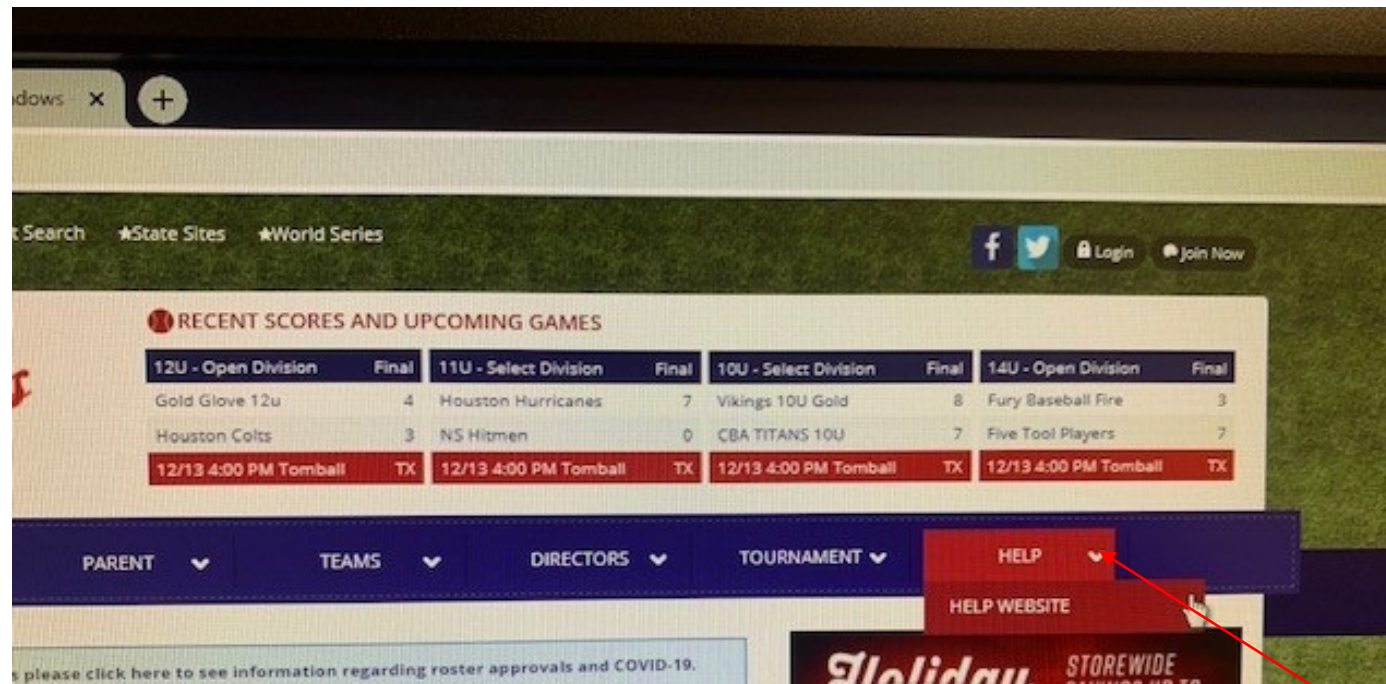 dows ×
t Search ★State Sites ★World Series
f Login Join Now
RECENT SCORES AND UPCOMING GAMES
12U - Open Division Final 11U - Select Division Final 10U - Select Division Final 14U - Open Division Final
Gold Glove 12u 4 Houston Hurricanes 7 Vikings 10U Gold 8 Fury Baseball Fire 3
Houston Colts 3 NS Hitmen 0 CBA TITANS 10U 7 Five Tool Players 7
12/13 4:00 PM Tomball TX 12/13 4:00 PM Tomball TX 12/13 4:00 PM Tomball TX 12/13 4:00 PM Tomball TX
PARENT TEAMS DIRECTORS TOURNAMENT HELP
HELP WEBSITE
s please click here to see information regarding roster approvals and COVID-19.
Holiday STOREWIDE
SAVINGS UP TO